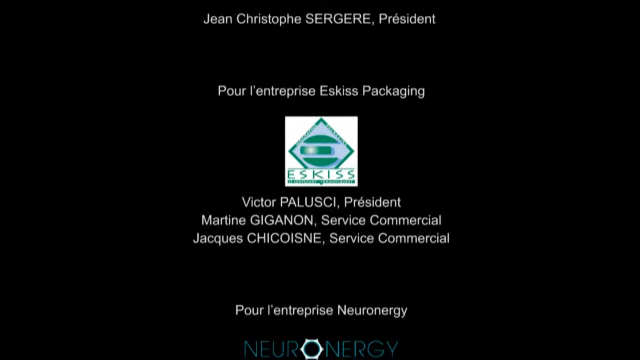 Jean Christophe SERGERE, Président
Pour l'entreprise Eskiss Packaging
ESKISS
Victor PALUSCI, Président
Martine GIGANON, Service Commercial
Jacques CHICOISNE, Service Commercial
Pour l'entreprise Neuronergy
NEURONERGY